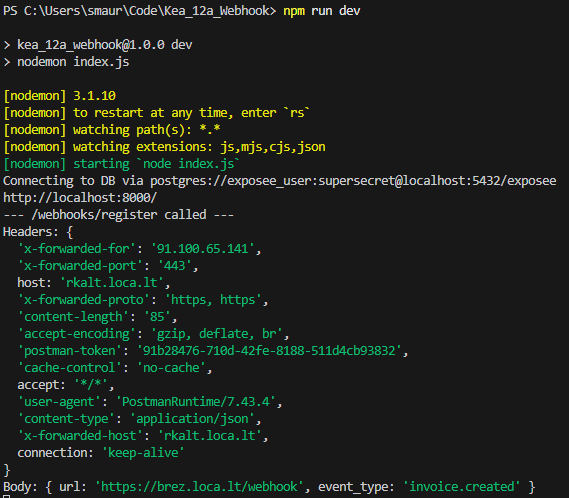 PS C:\Users\smaur\Code\Kea_12a_Webhook> npm run dev
> kea_12a_webhook@1.0.0 dev
> nodemon index.js
[nodemon] 3.1.10
[nodemon] to restart at any time, enter `rs`
[nodemon] watching path(s): *.*
[nodemon] watching extensions: js,mjs,cjs,json
[nodemon] starting `node index.js`
Connecting to DB via postgres://exposee_user:supersecret@localhost:5432/exposee
http://localhost:8000/
--- /webhooks/register called ---
Headers: {
  'x-forwarded-for': '91.100.65.141',
  'x-forwarded-port': '443',
  host: 'rkalt.loca.lt',
  'x-forwarded-proto': 'https, https',
  'content-length': '85',
  'accept-encoding': 'gzip, deflate, br',
  'postman-token': '91b28476-710d-42fe-8188-511d4cb93832',
  'cache-control': 'no-cache',
  accept: '*/*',
  'user-agent': 'PostmanRuntime/7.43.4',
  'content-type': 'application/json',
  'x-forwarded-host': 'rkalt.loca.lt',
  connection: 'keep-alive'
}
Body: { url: 'https://brez.loca.lt/webhook', event_type: 'invoice.created' }